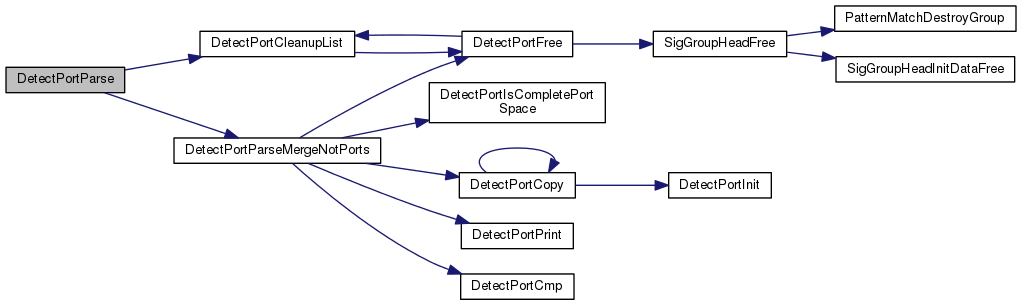 PatternMatchDestroyGroup
DetectPortCleanupList
DetectPortFree
SigGroupHeadFree
SigGroupHeadInitDataFree
DetectPortParse
DetectPortIsCompletePort
Space
DetectPortParseMergeNotPorts
DetectPortCopy
DetectPortInit
DetectPortPrint
DetectPortCmp